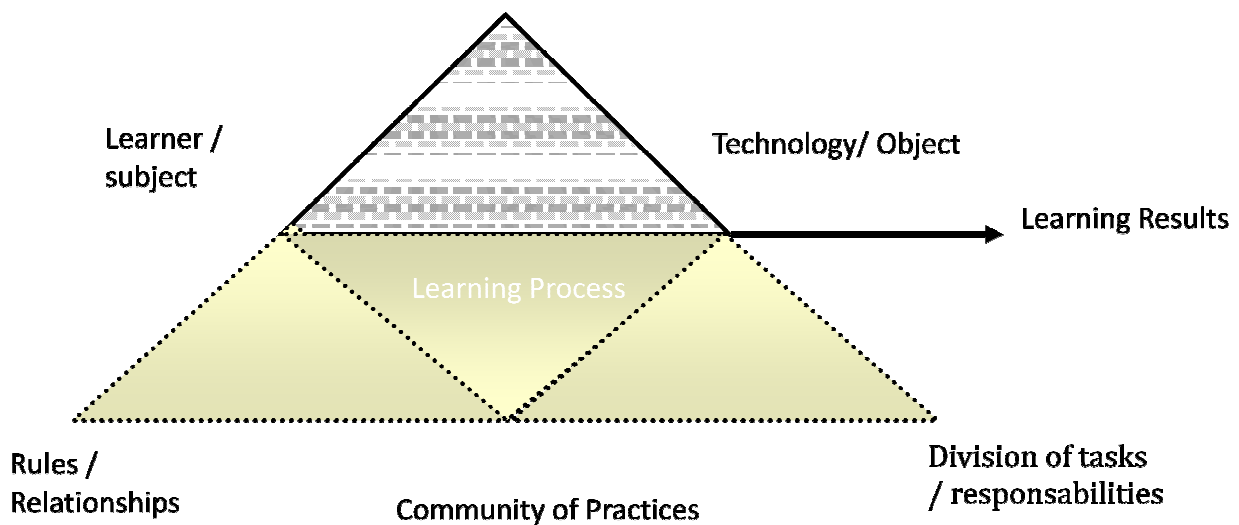 Learner /
subject
Technology/ Object
Learning Results
Learning Process
Rules /
Relationships
Community of Practices
Division of tasks
/ responsabilities